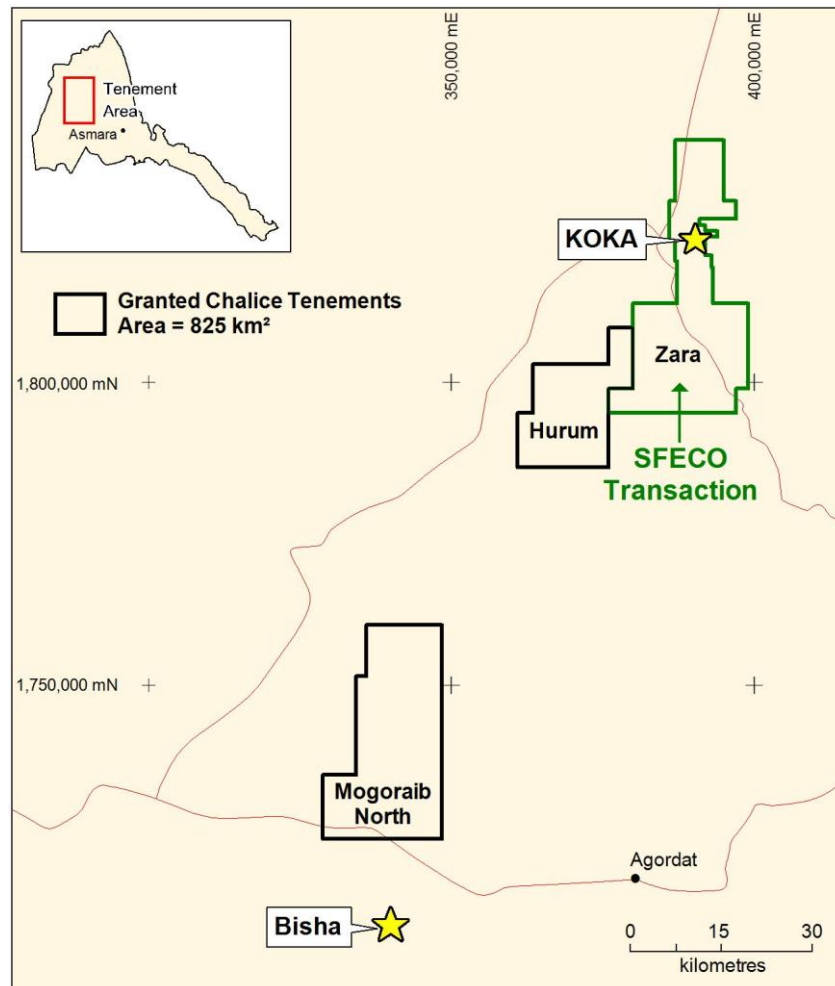 350,000 mE
400,000 mE
Tenement
Area
Asmara
KOKA
Granted Chalice Tenements
Area = 825 km²
1,800,000 mN
Zara
Hurum
SFECO
Transaction
1,750,000 mN
Mogoraib
North
Agordat
Bisha
0 15 30
kilometres